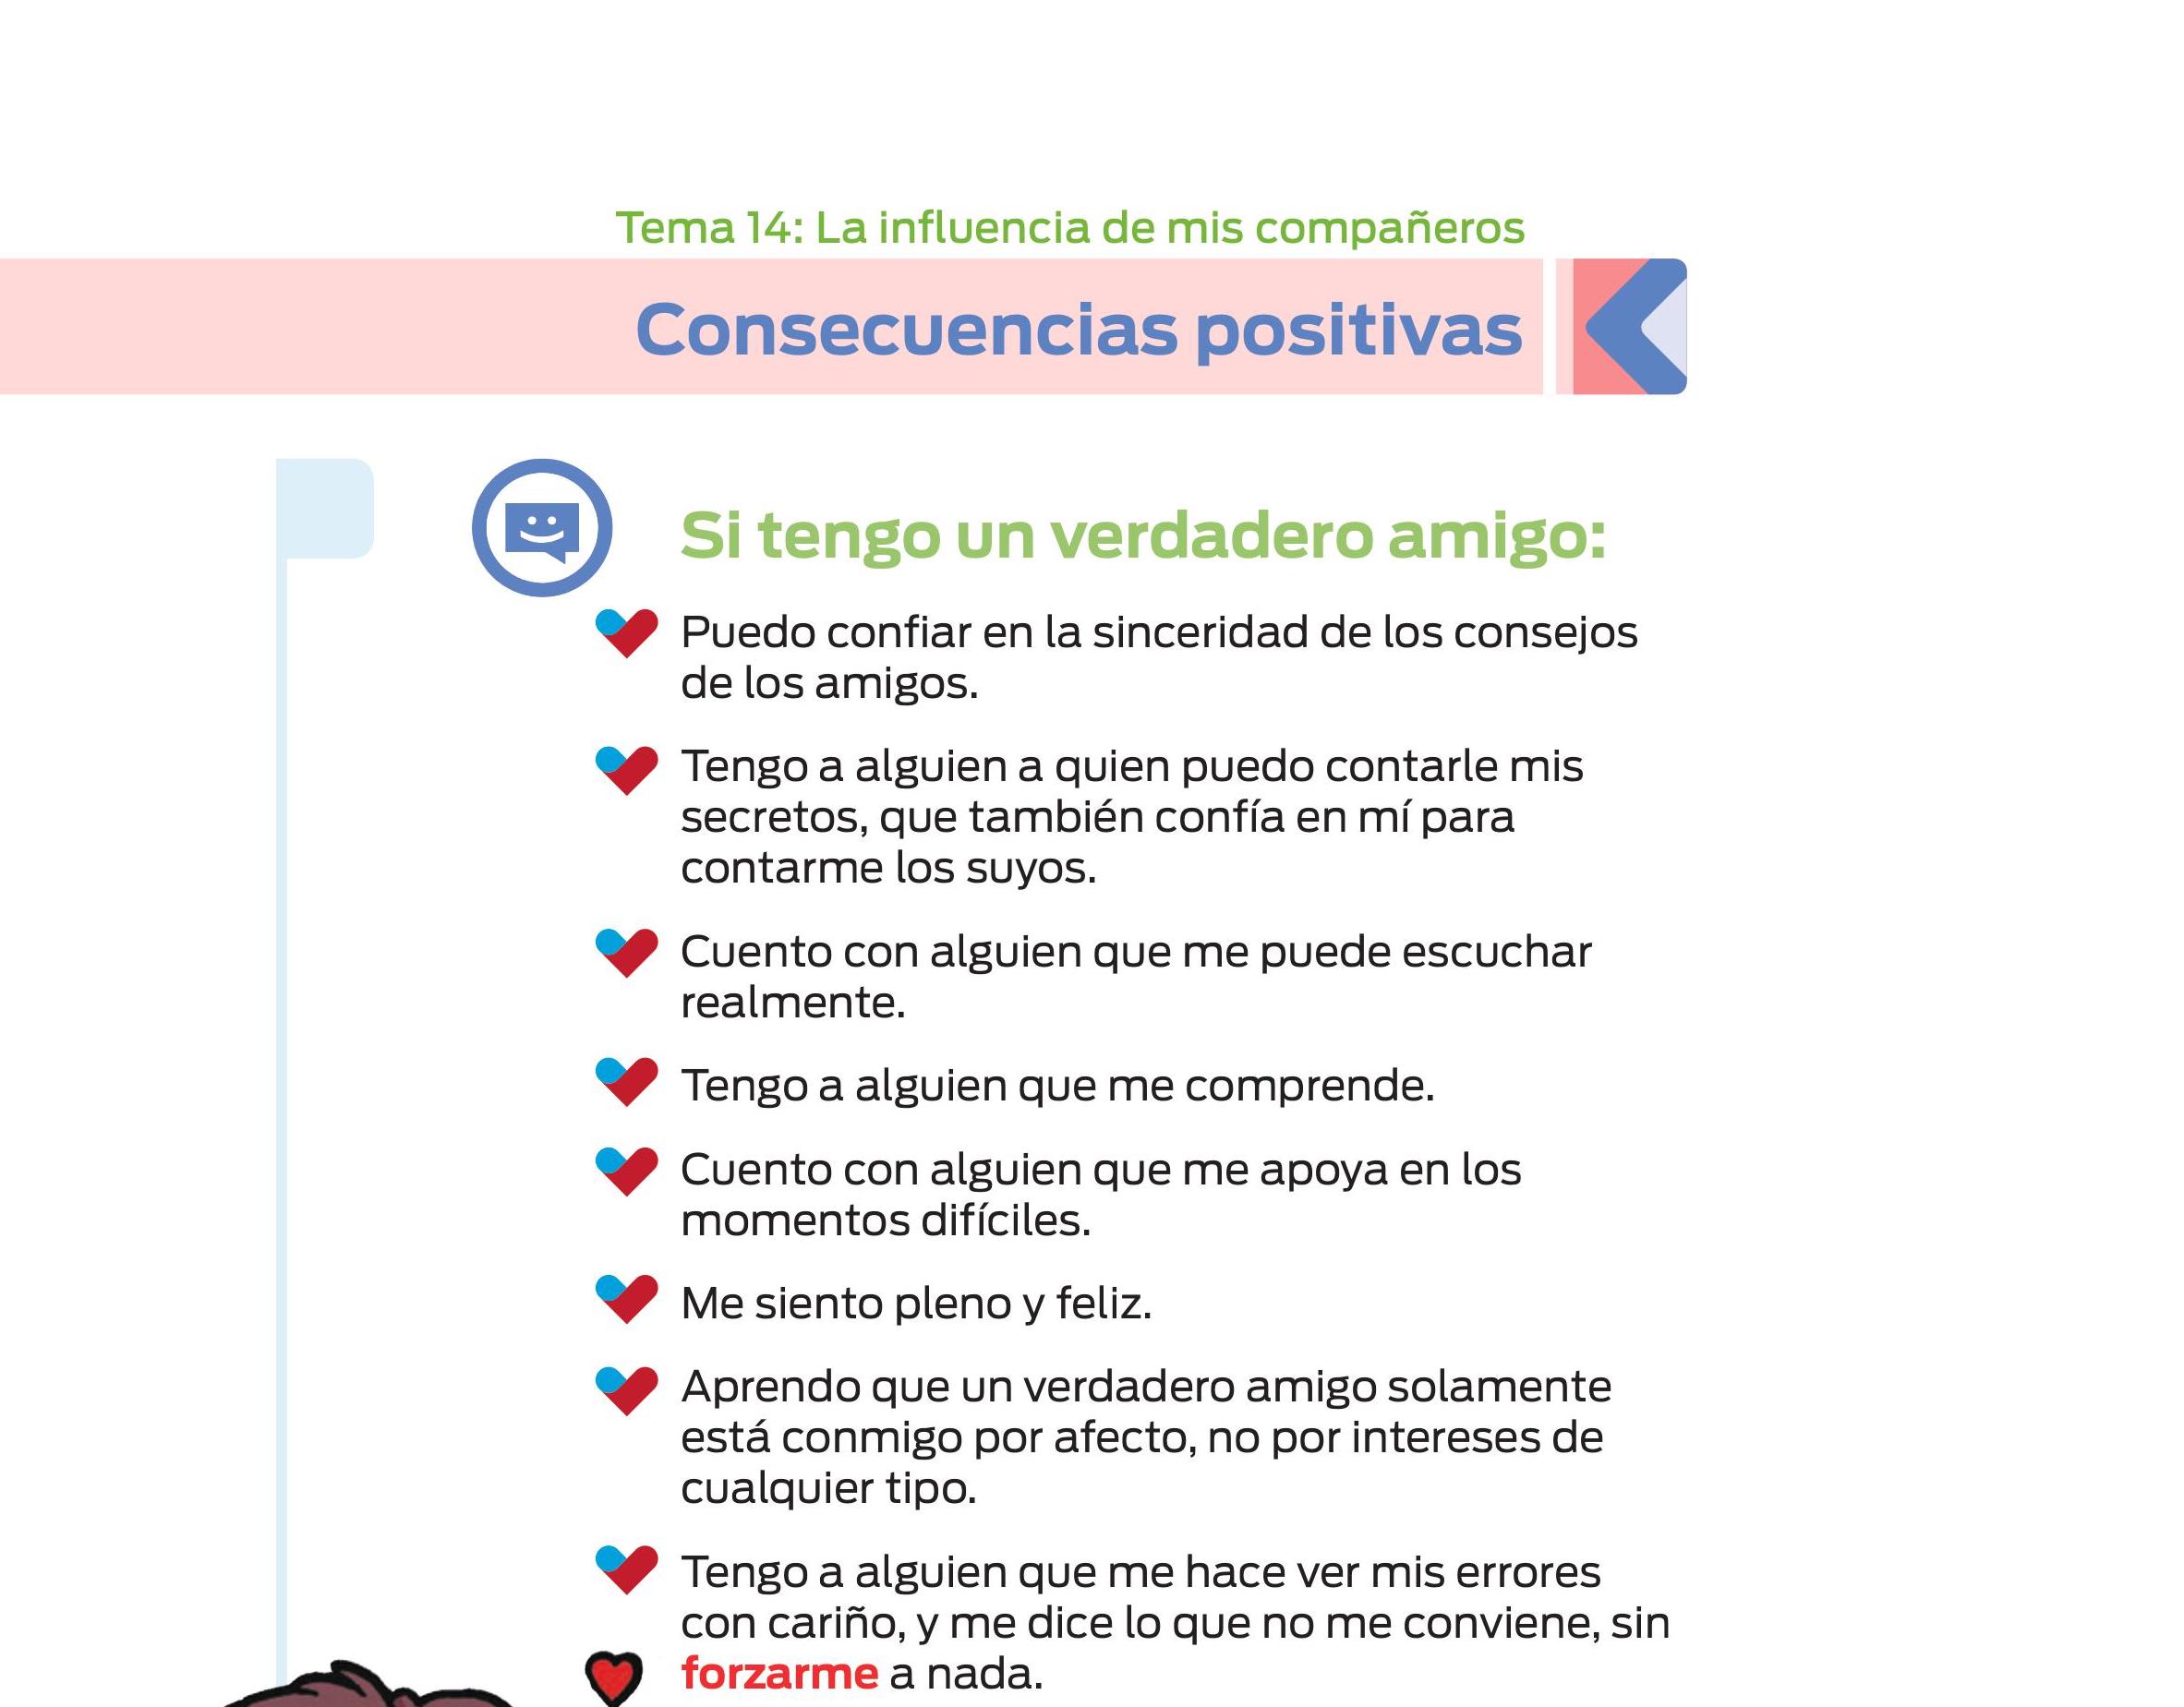 Tema 14: La influencia de mis compañeros
Consecuencias positivas
Si tengo un verdadero amigo:
Puedo confiar en la sinceridad de los consejos
de los amigos.
Tengo a alguien a quien puedo contarle mis
secretos, que también confía en mí para
contarme los suyos.
Cuento con alguien que me puede escuchar
realmente.
Tengo a alguien que me comprende.
Cuento con alguien que me apoya en los
momentos difíciles.
Me siento pleno y feliz.
Aprendo que un verdadero amigo solamente
está conmigo por afecto, no por intereses de
cualquier tipo.
Tengo a alguien que me hace ver mis errores
con cariño, y me dice lo que no me conviene, sin
forzarme a nada.